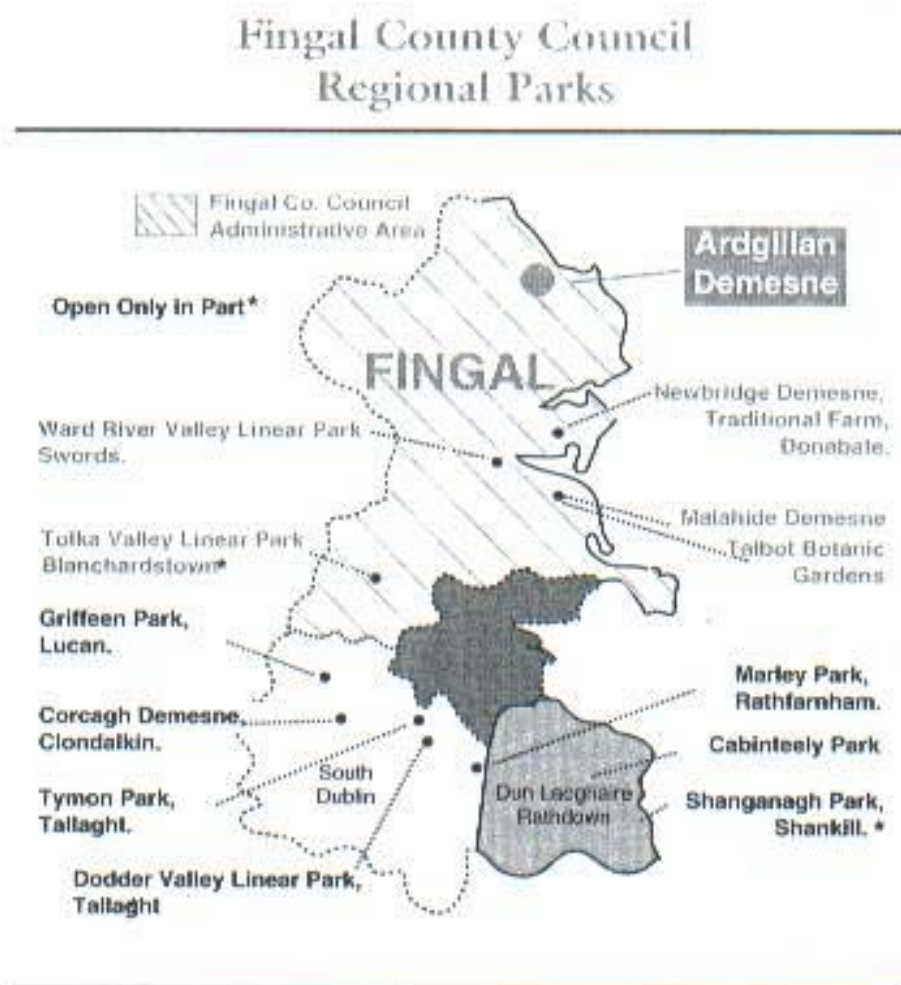 Fingal County Council
Regional Parks
Fingal Co. Council
Administrative Area
Ardgillan
Demesne
Open Only in Part*
FINGAL
Newbridge Demesne,
Traditional Farm,
Donabate.
Ward River Valley Linear Park
Swords.
Malahide Demesne
Talbot Botanic
Gardens
Tolka Valley Linear Park
Blanchardstown*
Griffeen Park,
Lucan.
Marley Park,
Rathfarnham.
Corcagh Demesne,
Clondalkin.
Cabinteely Park
South
Dublin
Dun Laoghaire
Rathdown
Tymon Park,
Tallaght.
Shanganagh Park,
Shankill. *
Dodder Valley Linear Park,
Tallaght